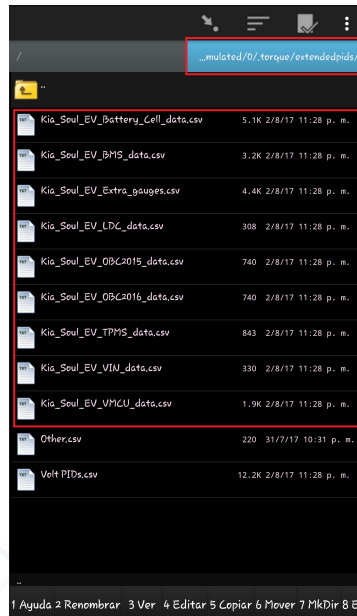 /
...mulated/0/.torque/extendedpids/
..
Kia_Soul_EV_Battery_Cell_data.csv 5.1K 2/8/17 11:28 p. m.
Kia_Soul_EV_BMS_data.csv 3.2K 2/8/17 11:28 p. m.
Kia_Soul_EV_Extra_gauges.csv 4.4K 2/8/17 11:28 p. m.
Kia_Soul_EV_LDC_data.csv 308 2/8/17 11:28 p. m.
Kia_Soul_EV_OBC2015_data.csv 740 2/8/17 11:28 p. m.
Kia_Soul_EV_OBC2016_data.csv 740 2/8/17 11:28 p. m.
Kia_Soul_EV_TPMS_data.csv 843 2/8/17 11:28 p. m.
Kia_Soul_EV_VIN_data.csv 330 2/8/17 11:28 p. m.
Kia_Soul_EV_VMCU_data.csv 1.9K 2/8/17 11:28 p. m.
Other.csv 220 31/7/17 10:31 p. m.
Volt PIDs.csv 12.2K 2/8/17 11:28 p. m.
..
1 Ayuda 2 Renombrar 3 Ver 4 Editar 5 Copiar 6 Mover 7 MkDir 8